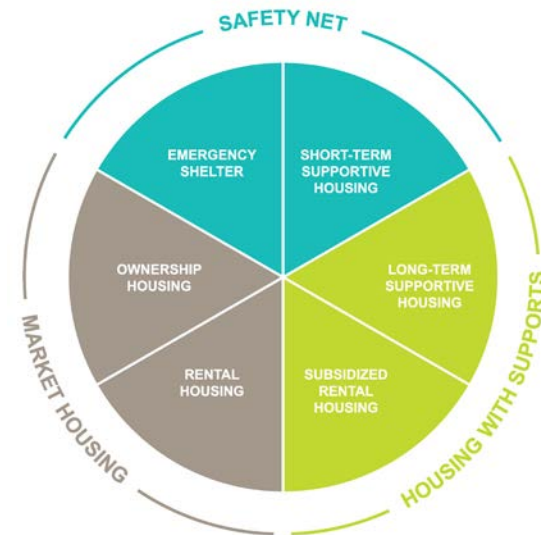 SAFETY NET
EMERGENCY
SHELTER
SHORT-TERM
SUPPORTIVE
HOUSING
OWNERSHIP
HOUSING
LONG-TERM
SUPPORTIVE
HOUSING
RENTAL
HOUSING
SUBSIDIZED
RENTAL
HOUSING
MARKET HOUSING
HOUSING WITH SUPPORTS